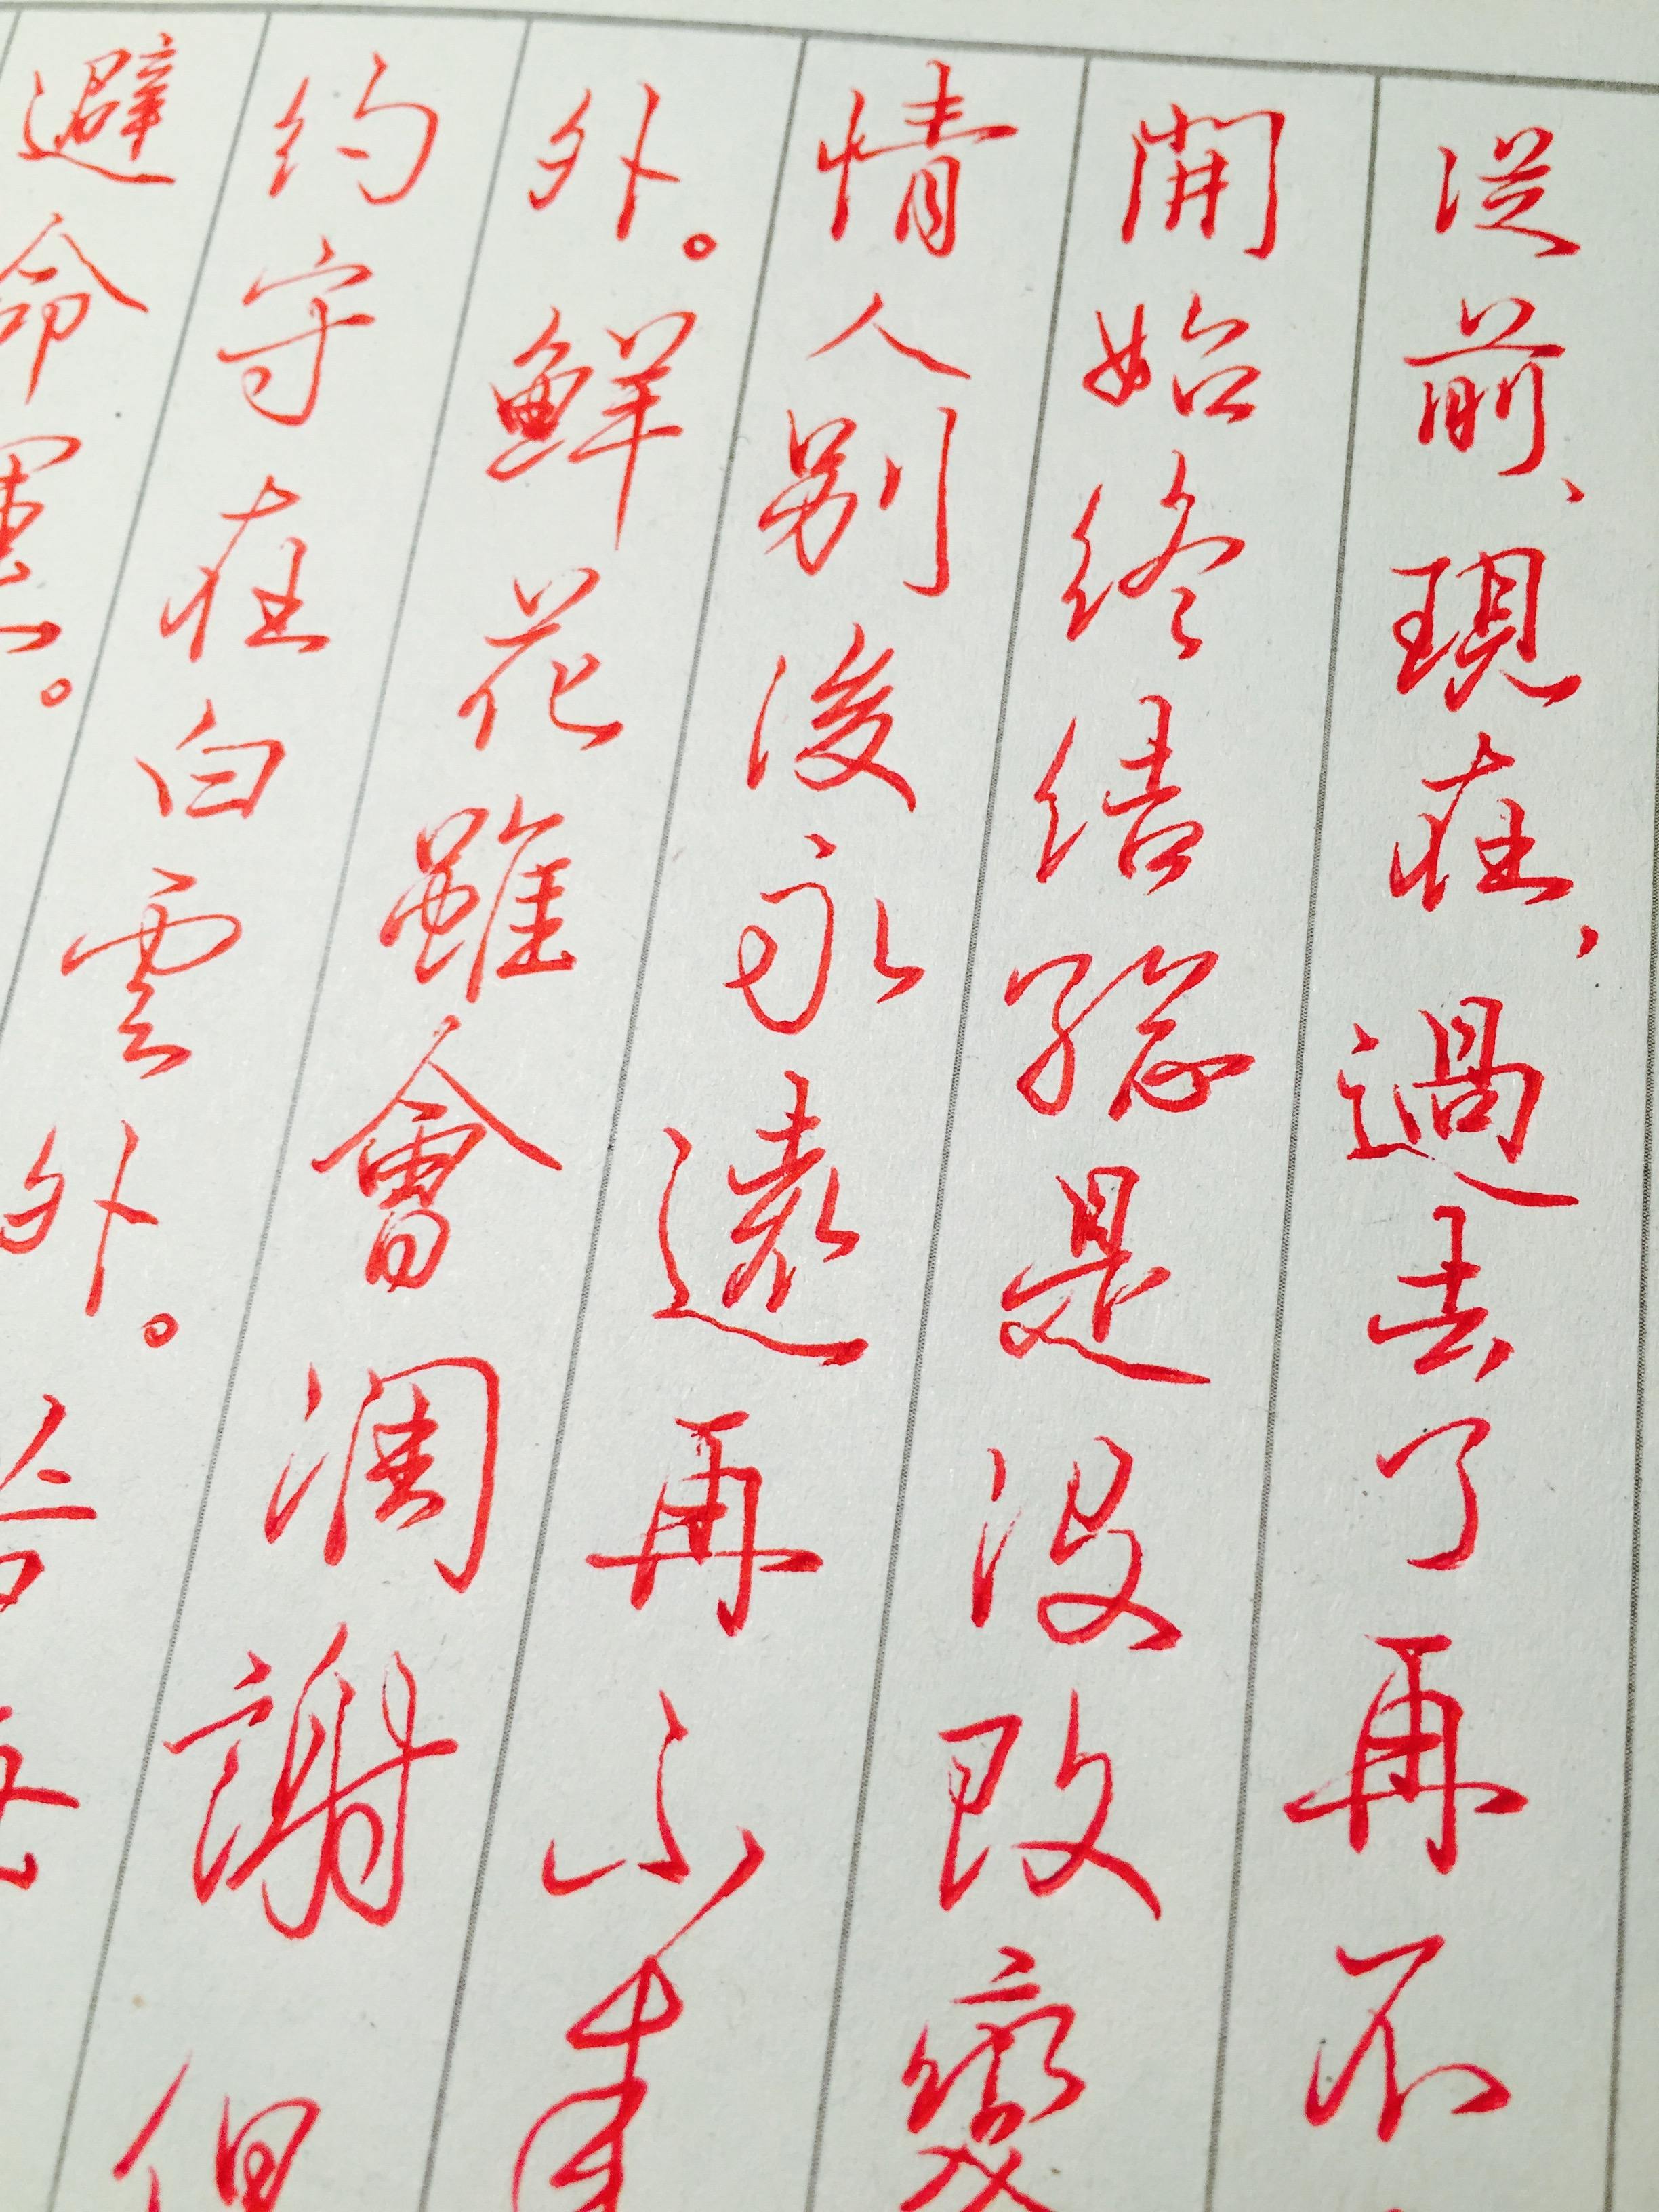 從前、現在、過去了再不
開始終結總是没改變
情人别後永遠再不來
外。鮮花雖會凋謝但
約守在白雲外。
避命運。